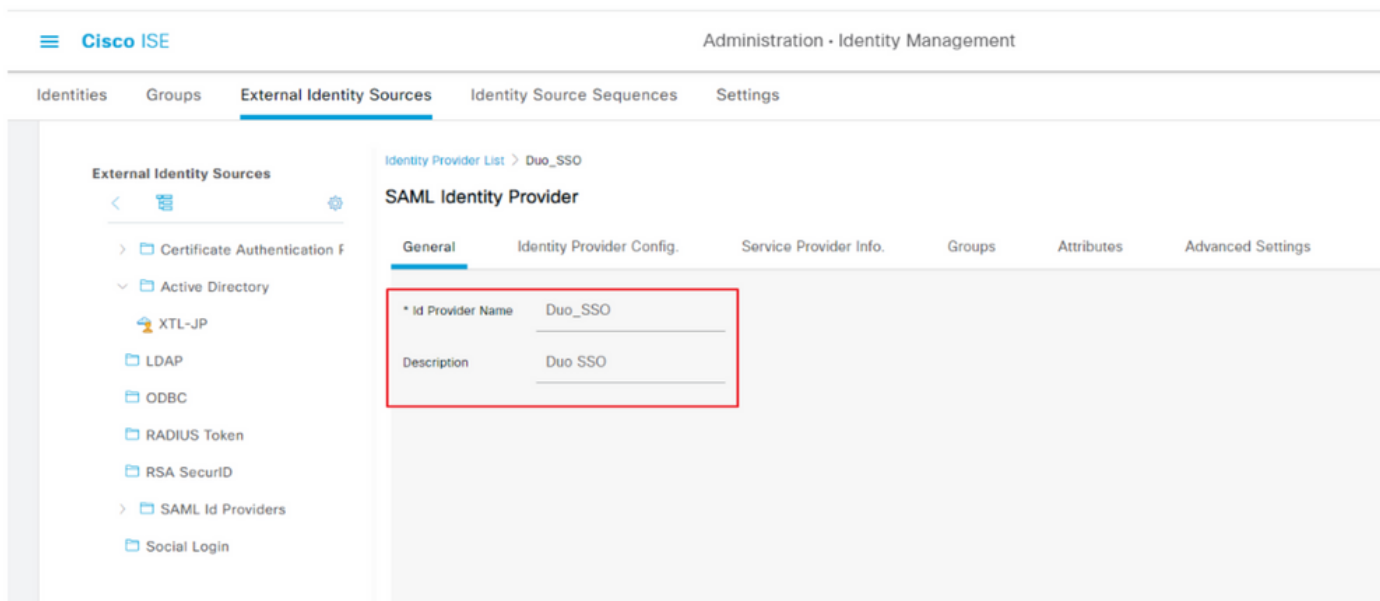 Cisco ISE
Administration · Identity Management
Identities
Groups
External Identity Sources
Identity Source Sequences
Settings
External Identity Sources
Certificate Authentication F
Active Directory
XTL-JP
LDAP
ODBC
RADIUS Token
RSA SecurID
SAML Id Providers
Social Login
Identity Provider List > Duo_SSO
SAML Identity Provider
General
Identity Provider Config.
Service Provider Info.
Groups
Attributes
Advanced Settings
* Id Provider Name Duo_SSO
Description Duo SSO